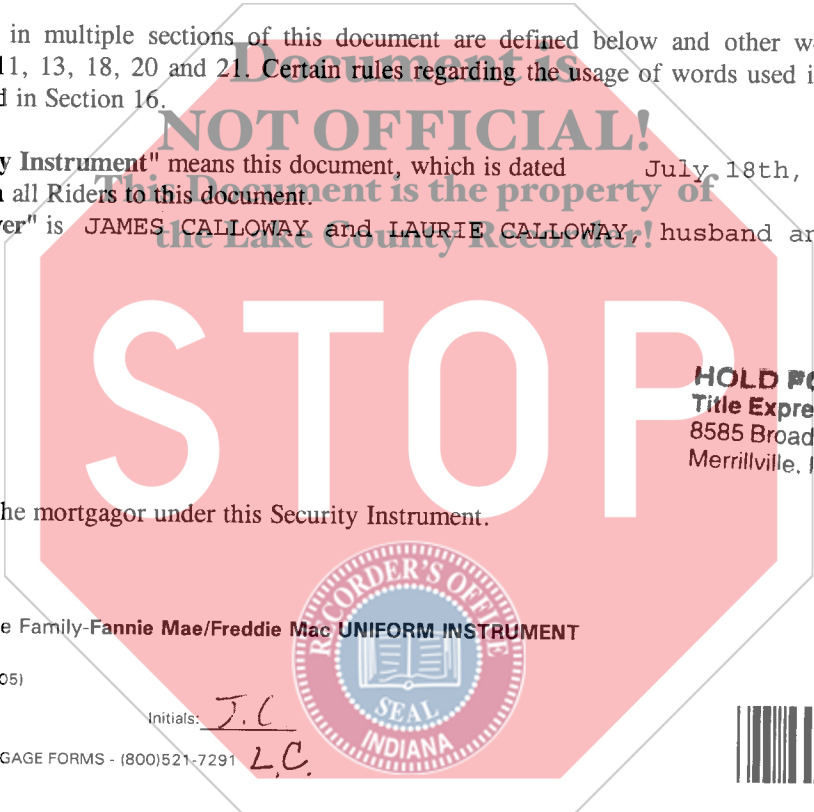 in multiple sections of this document are defined below and other w
11, 13, 18, 20 and 21. Certain rules regarding the usage of words used i
d in Section 16.
Document is
NOT OFFICIAL!
This Document is the property of
the Lake County Recorder!
y Instrument" means this document, which is dated July 18th,
all Riders to this document.
er" is JAMES CALLOWAY and LAURIE CALLOWAY, husband an
STOP
HOLD FO
Title Expre
8585 Broad
Merrillville, I
he mortgagor under this Security Instrument.
RECORDER'S OFFICE
SEAL
INDIANA
e Family-Fannie Mae/Freddie Mac UNIFORM INSTRUMENT
05)
Initials: J.C
GAGE FORMS - (800)521-7291 L.C.